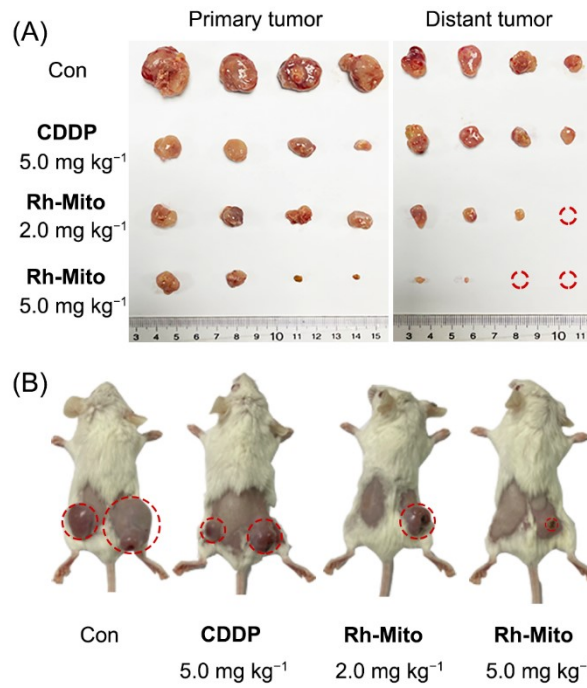 (A)
Primary tumor
Distant tumor
Con
CDDP
5.0 mg kg⁻¹
Rh-Mito
2.0 mg kg⁻¹
Rh-Mito
5.0 mg kg⁻¹
3 4 5 6 7 8 9 10 11 12 13 14 15
3 4 5 6 7 8 9 10 11
(B)
Con
CDDP
5.0 mg kg⁻¹
Rh-Mito
2.0 mg kg⁻¹
Rh-Mito
5.0 mg kg⁻¹